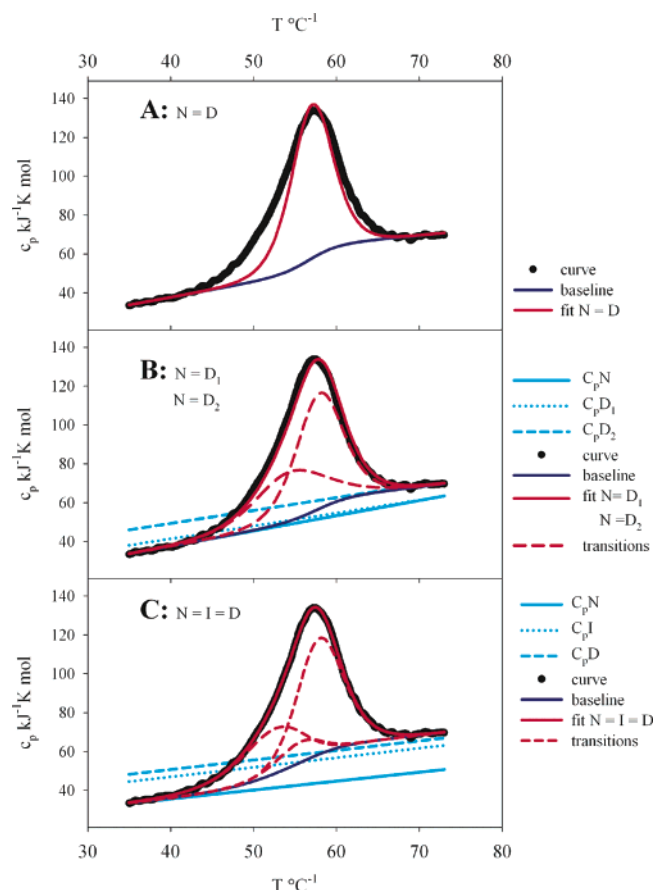 T ºC⁻¹
30 40 50 60 70 80
A: N = D
140
120
100
80
60
40
cₚ kJ⁻¹K mol
curve
baseline
fit N = D
B: N = D₁
N = D₂
140
120
100
80
60
40
cₚ kJ⁻¹K mol
CₚN
CₚD₁
CₚD₂
curve
baseline
fit N= D₁
N =D₂
transitions
C: N = I = D
140
120
100
80
60
40
cₚ kJ⁻¹K mol
CₚN
CₚI
CₚD
curve
baseline
fit N = I = D
transitions
30 40 50 60 70 80
T ºC⁻¹